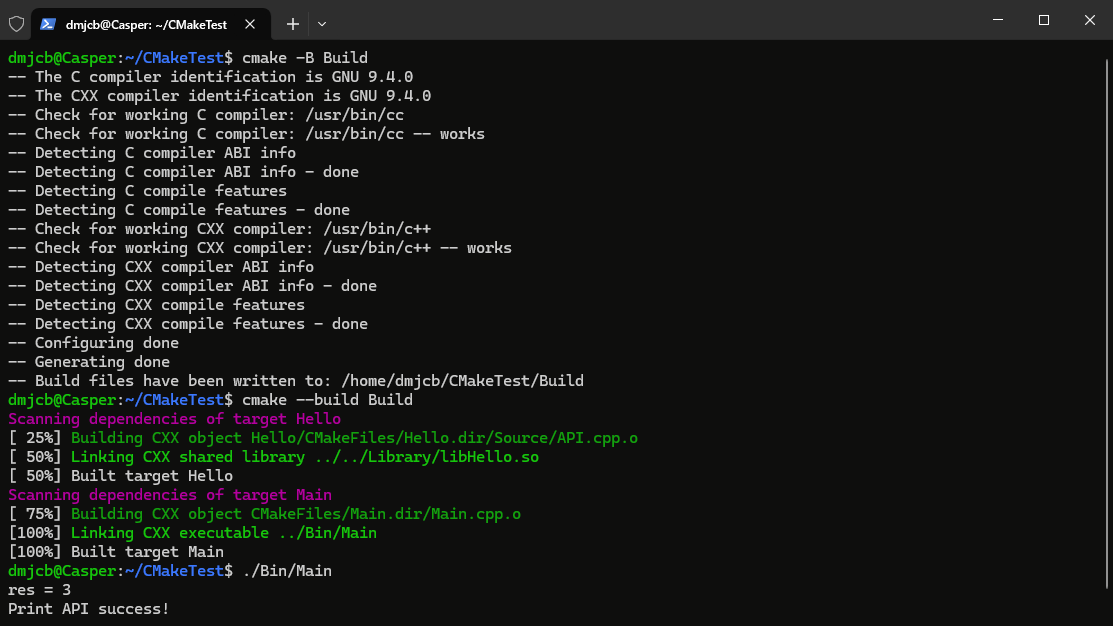 dmjcb@Casper: ~/CMakeTest
dmjcb@Casper:~/CMakeTest$ cmake -B Build
-- The C compiler identification is GNU 9.4.0
-- The CXX compiler identification is GNU 9.4.0
-- Check for working C compiler: /usr/bin/cc
-- Check for working C compiler: /usr/bin/cc -- works
-- Detecting C compiler ABI info
-- Detecting C compiler ABI info - done
-- Detecting C compile features
-- Detecting C compile features - done
-- Check for working CXX compiler: /usr/bin/c++
-- Check for working CXX compiler: /usr/bin/c++ -- works
-- Detecting CXX compiler ABI info
-- Detecting CXX compiler ABI info - done
-- Detecting CXX compile features
-- Detecting CXX compile features - done
-- Configuring done
-- Generating done
-- Build files have been written to: /home/dmjcb/CMakeTest/Build
dmjcb@Casper:~/CMakeTest$ cmake --build Build
Scanning dependencies of target Hello
[ 25%] Building CXX object Hello/CMakeFiles/Hello.dir/Source/API.cpp.o
[ 50%] Linking CXX shared library ../../Library/libHello.so
[ 50%] Built target Hello
Scanning dependencies of target Main
[ 75%] Building CXX object CMakeFiles/Main.dir/Main.cpp.o
[100%] Linking CXX executable ../Bin/Main
[100%] Built target Main
dmjcb@Casper:~/CMakeTest$ ./Bin/Main
res = 3
Print API success!